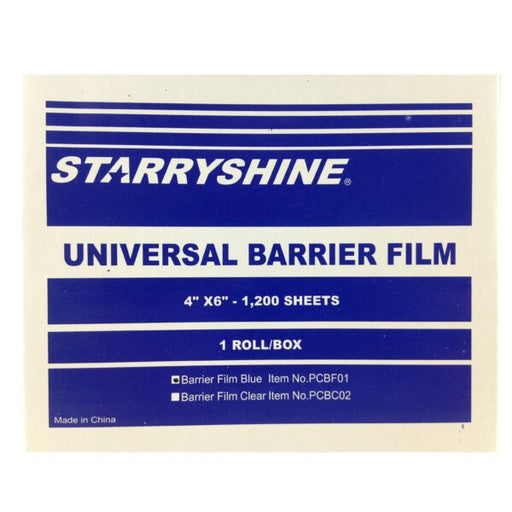 STARRYSHINE®
UNIVERSAL BARRIER FILM
4" X6" - 1,200 SHEETS
1 ROLL/BOX
Barrier Film Blue Item No.PCBF01
Barrier Film Clear Item No.PCBC02
Made in China